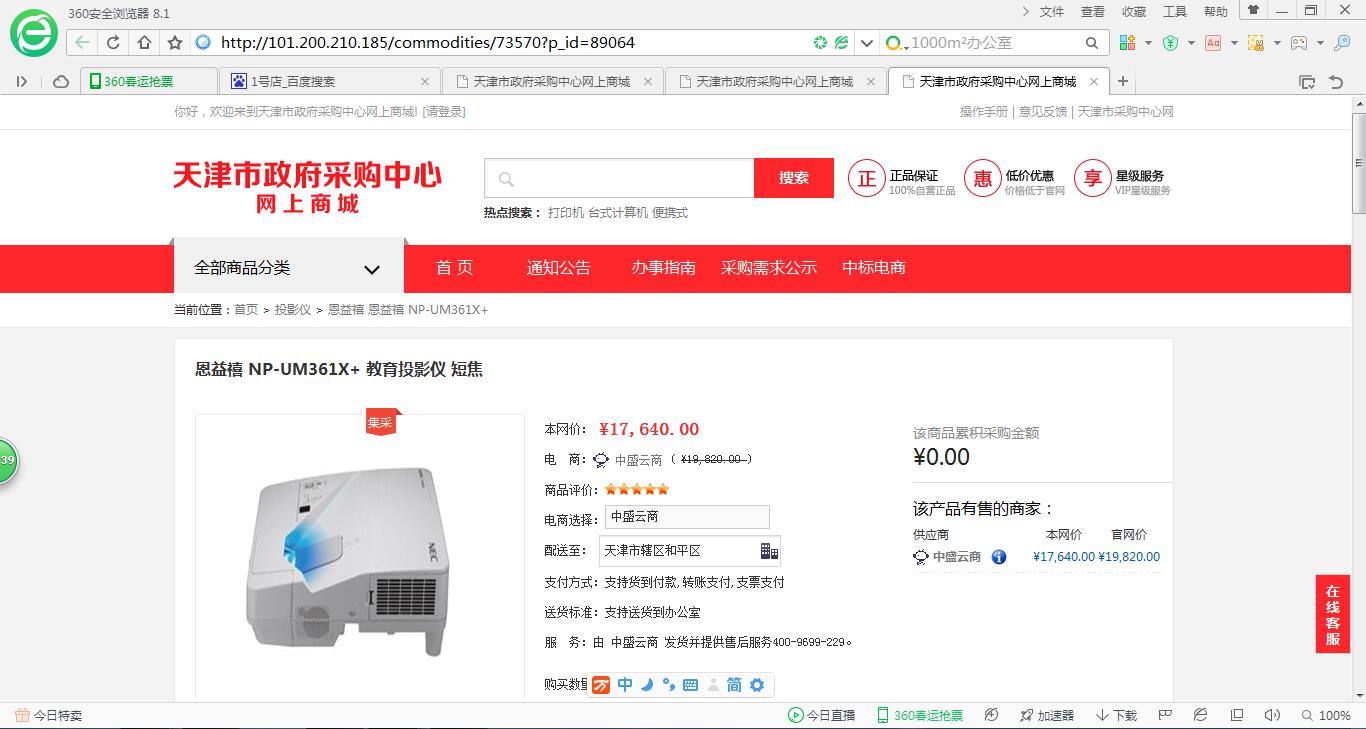 360安全浏览器 8.1
文件 查看 收藏 工具 帮助
http://101.200.210.185/commodities/73570?p_id=89064
1000m²办公室
360春运抢票
1号店_百度搜索
天津市政府采购中心网上商城
天津市政府采购中心网上商城
天津市政府采购中心网上商城
你好，欢迎来到天津市政府采购中心网上商城! [请登录]
操作手册 | 意见反馈 | 天津市采购中心网
天津市政府采购中心
网上商城
搜索
热点搜索： 打印机 台式计算机 便携式
正 正品保证
100%自营正品
惠 低价优惠
价格低于官网
享 星级服务
VIP星级服务
全部商品分类
首 页 通知公告 办事指南 采购需求公示 中标电商
当前位置：首页 > 投影仪 > 恩益禧 恩益禧 NP-UM361X+
恩益禧 NP-UM361X+ 教育投影仪 短焦
集采
NEC
本网价： ¥17,640.00
电 商： 中盛云商 ( ¥19,820.00 )
商品评价：
电商选择： 中盛云商
配送至： 天津市辖区和平区
支付方式：支持货到付款,转账支付,支票支付
送货标准：支持送货到办公室
服 务：由 中盛云商 发货并提供售后服务400-9699-229。
购买数量
万 中 简
该商品累积采购金额
¥0.00
该产品有售的商家：
供应商 本网价 官网价
中盛云商 ¥17,640.00 ¥19,820.00
在线客服
39
今日特卖
今日直播 360春运抢票 加速器 下载 100%